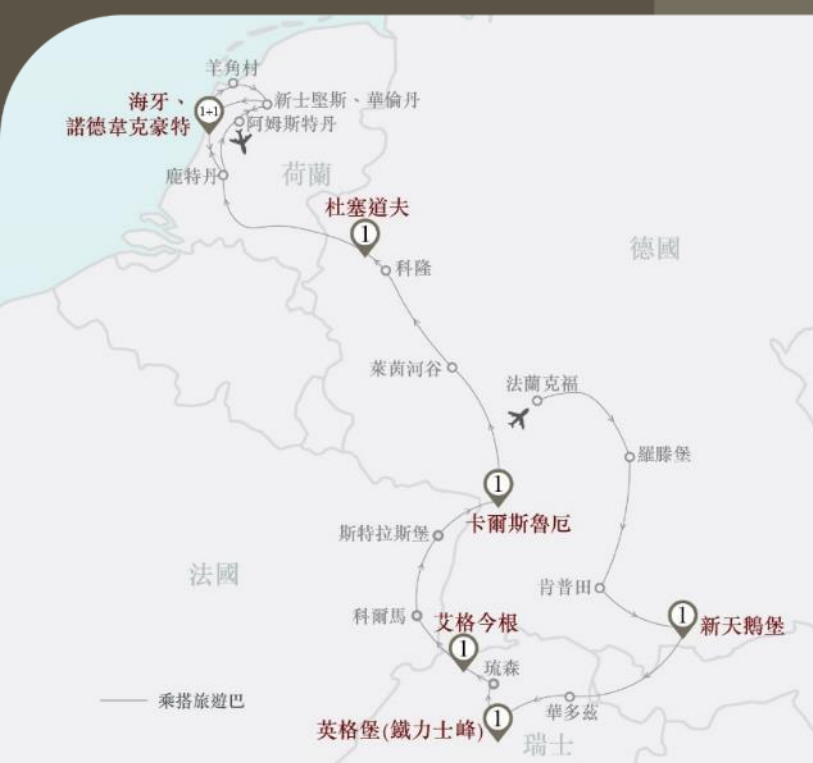 羊角村
海牙、
諾德韋克豪特
1+1
新士堅斯、華倫丹
阿姆斯特丹
鹿特丹
荷蘭
杜塞道夫
1
科隆
德國
萊茵河谷
法蘭克福
羅滕堡
1
卡爾斯魯厄
斯特拉斯堡
法國
肯普田
科爾馬
艾格今根
1
1
新天鵝堡
琉森
乘搭旅遊巴
華多茲
1
英格堡(鐵力士峰)
瑞士